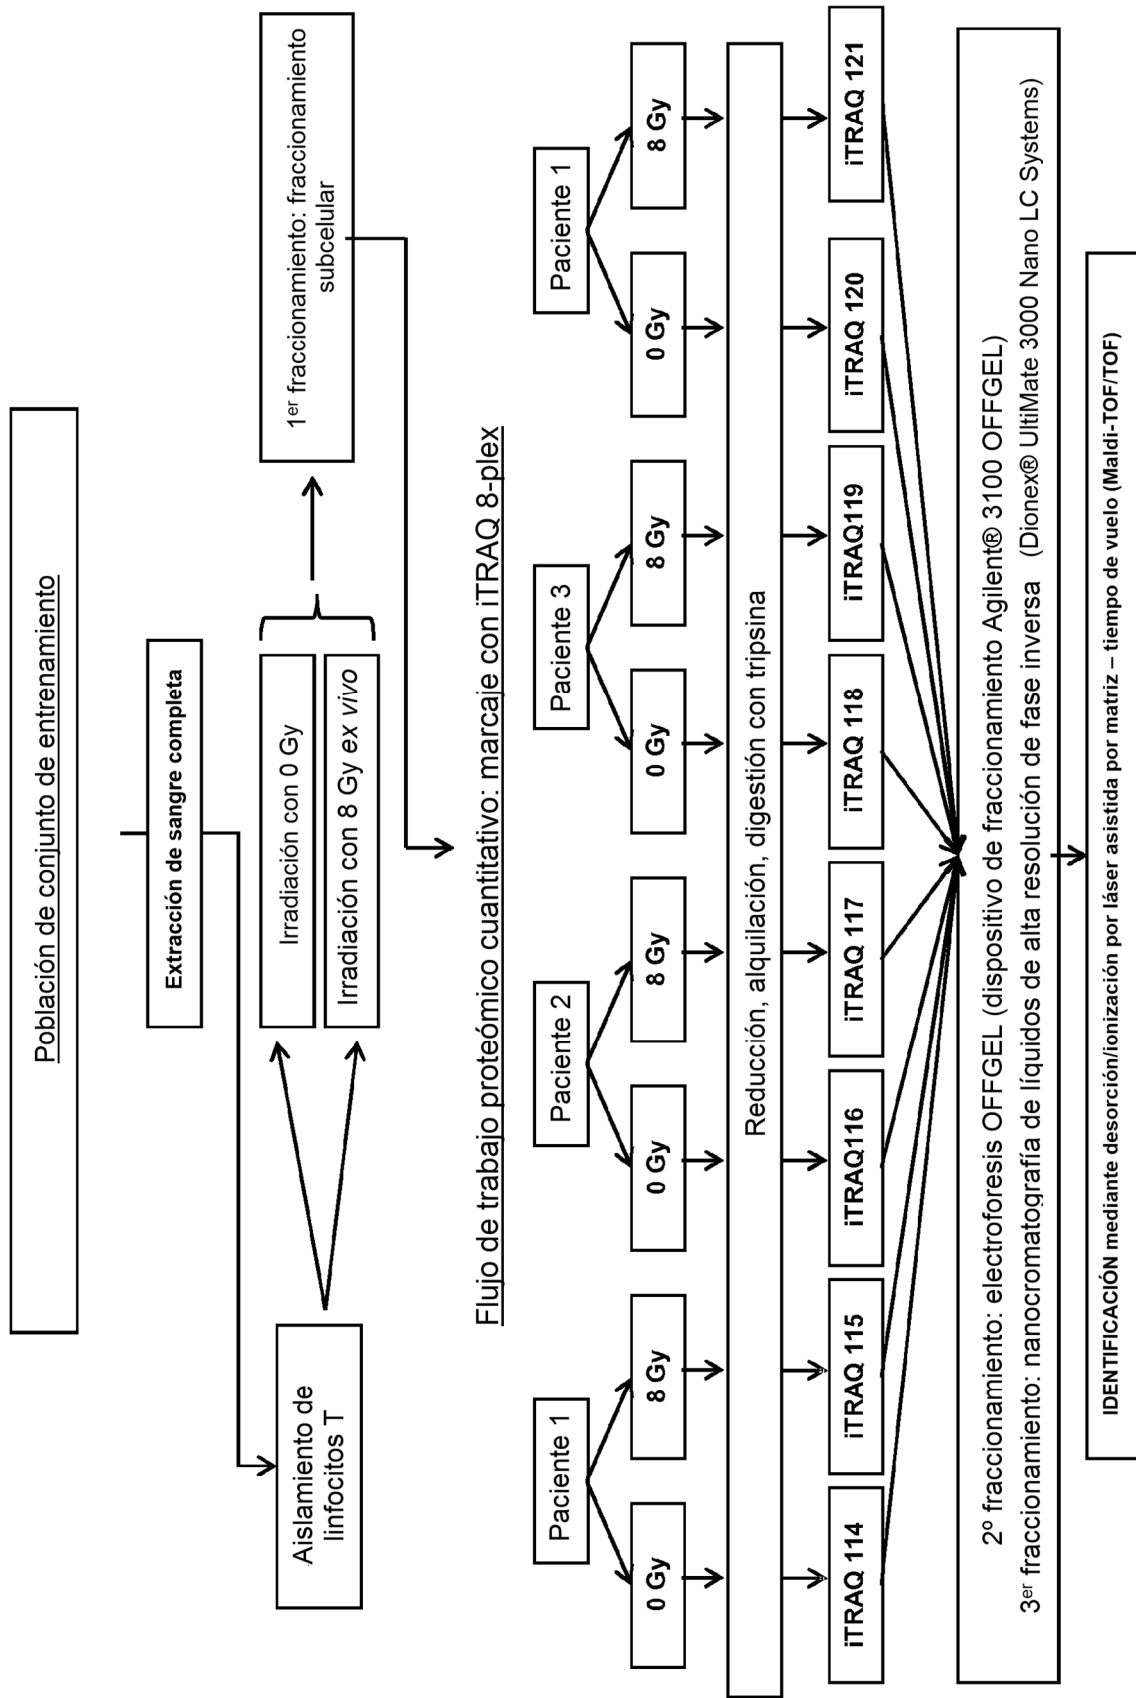 Población de conjunto de entrenamiento
Extracción de sangre completa
Aislamiento de
linfocitos T
Irradiación con 0 Gy
Irradiación con 8 Gy ex vivo
1er fraccionamiento: fraccionamiento
subcelular
Flujo de trabajo proteómico cuantitativo: marcaje con iTRAQ 8-plex
Paciente 1
Paciente 2
Paciente 3
Paciente 1
0 Gy
8 Gy
0 Gy
8 Gy
0 Gy
8 Gy
0 Gy
8 Gy
Reducción, alquilación, digestión con tripsina
iTRAQ 114
iTRAQ 115
iTRAQ116
iTRAQ 117
iTRAQ 118
iTRAQ119
iTRAQ 120
iTRAQ 121
2º fraccionamiento: electroforesis OFFGEL (dispositivo de fraccionamiento Agilent® 3100 OFFGEL)
3er fraccionamiento: nanocromatografía de líquidos de alta resolución de fase inversa (Dionex® UltiMate 3000 Nano LC Systems)
IDENTIFICACIÓN mediante desorción/ionización por láser asistida por matriz – tiempo de vuelo (Maldi-TOF/TOF)